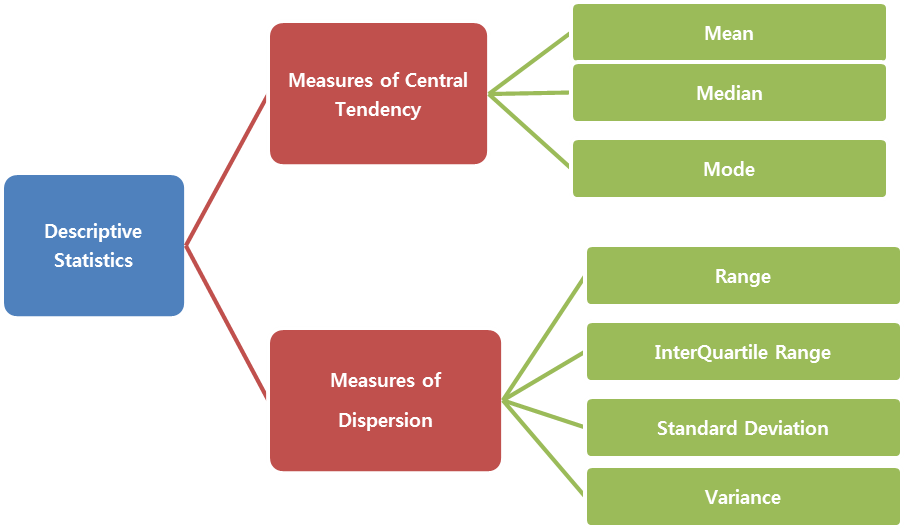 Descriptive
Statistics
Measures of Central
Tendency
Mean
Median
Mode
Measures of
Dispersion
Range
InterQuartile Range
Standard Deviation
Variance